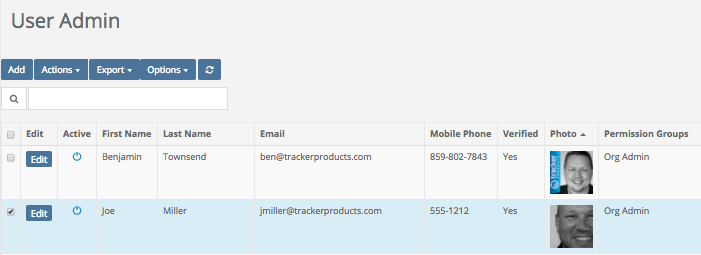 User Admin
Add Actions Export Options
Edit Active First Name Last Name Email Mobile Phone Verified Photo Permission Groups
Edit Benjamin Townsend ben@trackerproducts.com 859-802-7843 Yes tracker Org Admin
Edit Joe Miller jmiller@trackerproducts.com 555-1212 Yes Org Admin